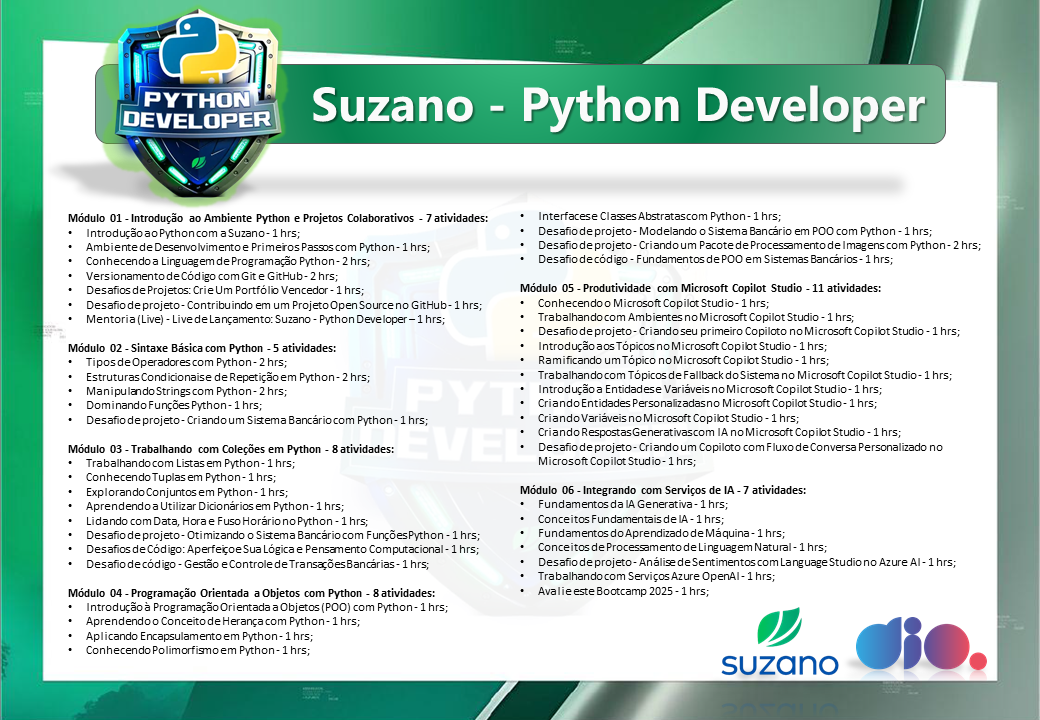 PYTHON
DEVELOPER
Suzano - Python Developer
Módulo 01 - Introdução ao Ambiente Python e Projetos Colaborativos - 7 atividades:
• Introdução ao Python com a Suzano - 1 hrs;
• Ambiente de Desenvolvimento e Primeiros Passos com Python - 1 hrs;
• Conhecendo a Linguagem de Programação Python - 2 hrs;
• Versionamento de Código com Git e GitHub - 2 hrs;
• Desafios de Projetos: Crie Um Portfólio Vencedor - 1 hrs;
• Desafio de projeto - Contribuindo em um Projeto Open Source no GitHub - 1 hrs;
• Mentoria (Live) - Live de Lançamento: Suzano - Python Developer – 1 hrs;
Módulo 02 - Sintaxe Básica com Python - 5 atividades:
• Tipos de Operadores com Python - 2 hrs;
• Estruturas Condicionais e de Repetição em Python - 2 hrs;
• Manipulando Strings com Python - 2 hrs;
• Dominando Funções Python - 1 hrs;
• Desafio de projeto - Criando um Sistema Bancário com Python - 1 hrs;
Módulo 03 - Trabalhando com Coleções em Python - 8 atividades:
• Trabalhando com Listas em Python - 1 hrs;
• Conhecendo Tuplas em Python - 1 hrs;
• Explorando Conjuntos em Python - 1 hrs;
• Aprendendo a Utilizar Dicionários em Python - 1 hrs;
• Lidando com Data, Hora e Fuso Horário no Python - 1 hrs;
• Desafio de projeto - Otimizando o Sistema Bancário com Funções Python - 1 hrs;
• Desafios de Código: Aperfeiçoe Sua Lógica e Pensamento Computacional - 1 hrs;
• Desafio de código - Gestão e Controle de Transações Bancárias - 1 hrs;
Módulo 04 - Programação Orientada a Objetos com Python - 8 atividades:
• Introdução à Programação Orientada a Objetos (POO) com Python - 1 hrs;
• Aprendendo o Conceito de Herança com Python - 1 hrs;
• Aplicando Encapsulamento em Python - 1 hrs;
• Conhecendo Polimorfismo em Python - 1 hrs;
• Interfaces e Classes Abstratas com Python - 1 hrs;
• Desafio de projeto - Modelando o Sistema Bancário em POO com Python - 1 hrs;
• Desafio de projeto - Criando um Pacote de Processamento de Imagens com Python - 2 hrs;
• Desafio de código - Fundamentos de POO em Sistemas Bancários - 1 hrs;
Módulo 05 - Produtividade com Microsoft Copilot Studio - 11 atividades:
• Conhecendo o Microsoft Copilot Studio - 1 hrs;
• Trabalhando com Ambientes no Microsoft Copilot Studio - 1 hrs;
• Desafio de projeto - Criando seu primeiro Copiloto no Microsoft Copilot Studio - 1 hrs;
• Introdução aos Tópicos no Microsoft Copilot Studio - 1 hrs;
• Ramificando um Tópico no Microsoft Copilot Studio - 1 hrs;
• Trabalhando com Tópicos de Fallback do Sistema no Microsoft Copilot Studio - 1 hrs;
• Introdução a Entidades e Variáveis no Microsoft Copilot Studio - 1 hrs;
• Criando Entidades Personalizadas no Microsoft Copilot Studio - 1 hrs;
• Criando Variáveis no Microsoft Copilot Studio - 1 hrs;
• Criando Respostas Generativas com IA no Microsoft Copilot Studio - 1 hrs;
• Desafio de projeto - Criando um Copiloto com Fluxo de Conversa Personalizado no
Microsoft Copilot Studio - 1 hrs;
Módulo 06 - Integrando com Serviços de IA - 7 atividades:
• Fundamentos da IA Generativa - 1 hrs;
• Conceitos Fundamentais de IA - 1 hrs;
• Fundamentos do Aprendizado de Máquina - 1 hrs;
• Conceitos de Processamento de Linguagem Natural - 1 hrs;
• Desafio de projeto - Análise de Sentimentos com Language Studio no Azure AI - 1 hrs;
• Trabalhando com Serviços Azure OpenAI - 1 hrs;
• Avalie este Bootcamp 2025 - 1 hrs;
suzano
dio.